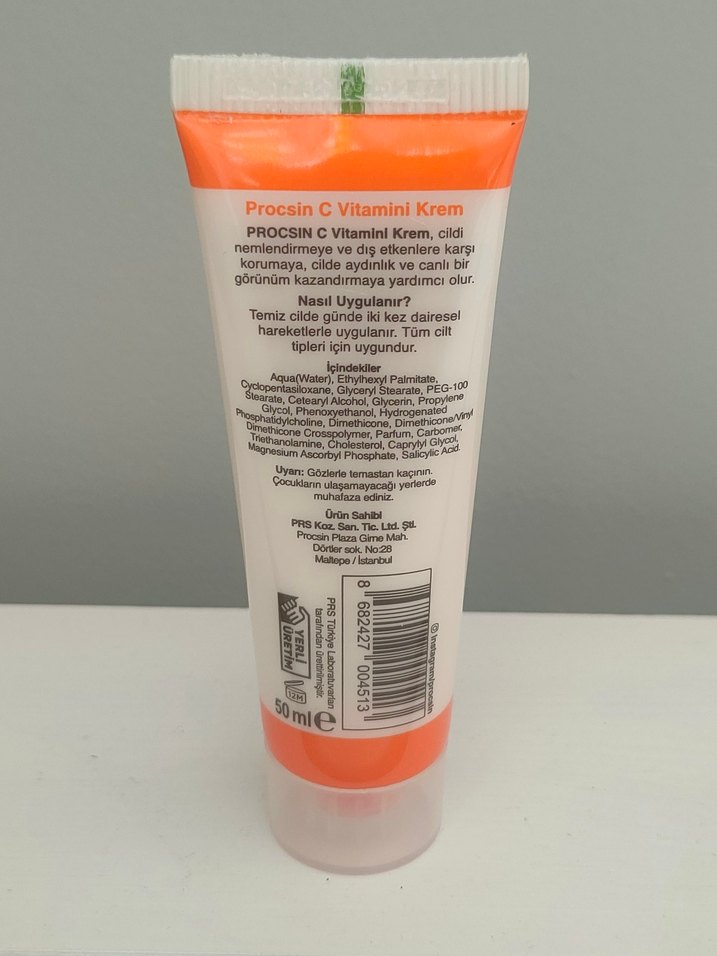 Procsin C Vitamini Krem
PROCSIN C Vitamini Krem, cildi
nemlendirmeye ve dış etkenlere karşı
korumaya, cilde aydınlık ve canlı bir
görünüm kazandırmaya yardımcı olur.
Nasıl Uygulanır?
Temiz cilde günde iki kez dairesel
hareketlerle uygulanır. Tüm cilt
tipleri için uygundur.
İçindekiler
Aqua(Water), Ethylhexyl Palmitate,
Cyclopentasiloxane, Glyceryl Stearate, PEG-100
Stearate, Cetearyl Alcohol, Glycerin, Propylene
Glycol, Phenoxyethanol, Hydrogenated
Phosphatidylcholine, Dimethicone, Dimethicone/Vinyl
Dimethicone Crosspolymer, Parfum, Carbomer,
Triethanolamine, Cholesterol, Caprylyl Glycol,
Magnesium Ascorbyl Phosphate, Salicylic Acid.
Uyarı: Gözlerle temastan kaçının.
Çocukların ulaşamayacağı yerlerde
muhafaza ediniz.
Ürün Sahibi
PRS Koz. San. Tic. Ltd. Şti.
Procsin Plaza Girne Mah.
Dörtler sok. No:28
Maltepe / İstanbul
YERLİ
ÜRETİM
PRS Türkiye Laboratuvarları
tarafından ürettirilmiştir.
12M
50 ml e
8 682427 004513
Instagram/procsin